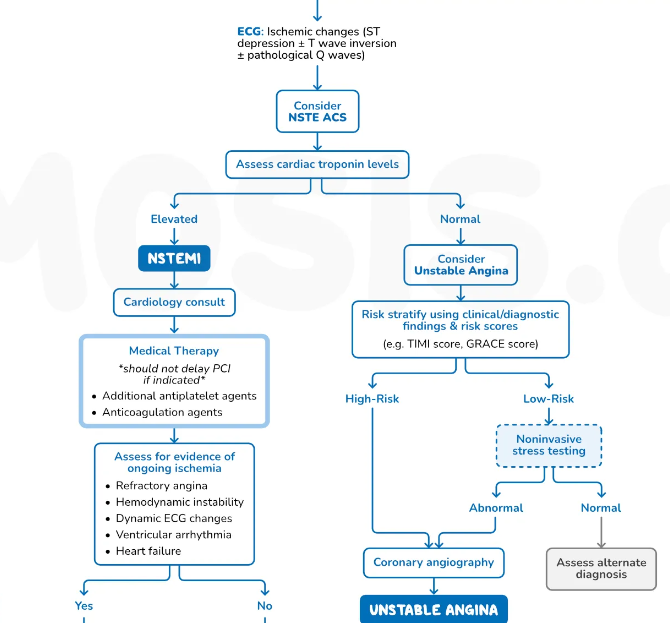 ECG: Ischemic changes (ST
depression ± T wave inversion
± pathological Q waves)
Consider
NSTE ACS
Assess cardiac troponin levels
Elevated
Normal
NSTEMI
Consider
Unstable Angina
Cardiology consult
Risk stratify using clinical/diagnostic
findings & risk scores
(e.g. TIMI score, GRACE score)
Medical Therapy
*should not delay PCI
if indicated*
• Additional antiplatelet agents
• Anticoagulation agents
High-Risk
Low-Risk
Noninvasive
stress testing
Assess for evidence of
ongoing ischemia
• Refractory angina
• Hemodynamic instability
• Dynamic ECG changes
• Ventricular arrhythmia
• Heart failure
Abnormal
Normal
Coronary angiography
Assess alternate
diagnosis
Yes
No
UNSTABLE ANGINA
MOSIS.O